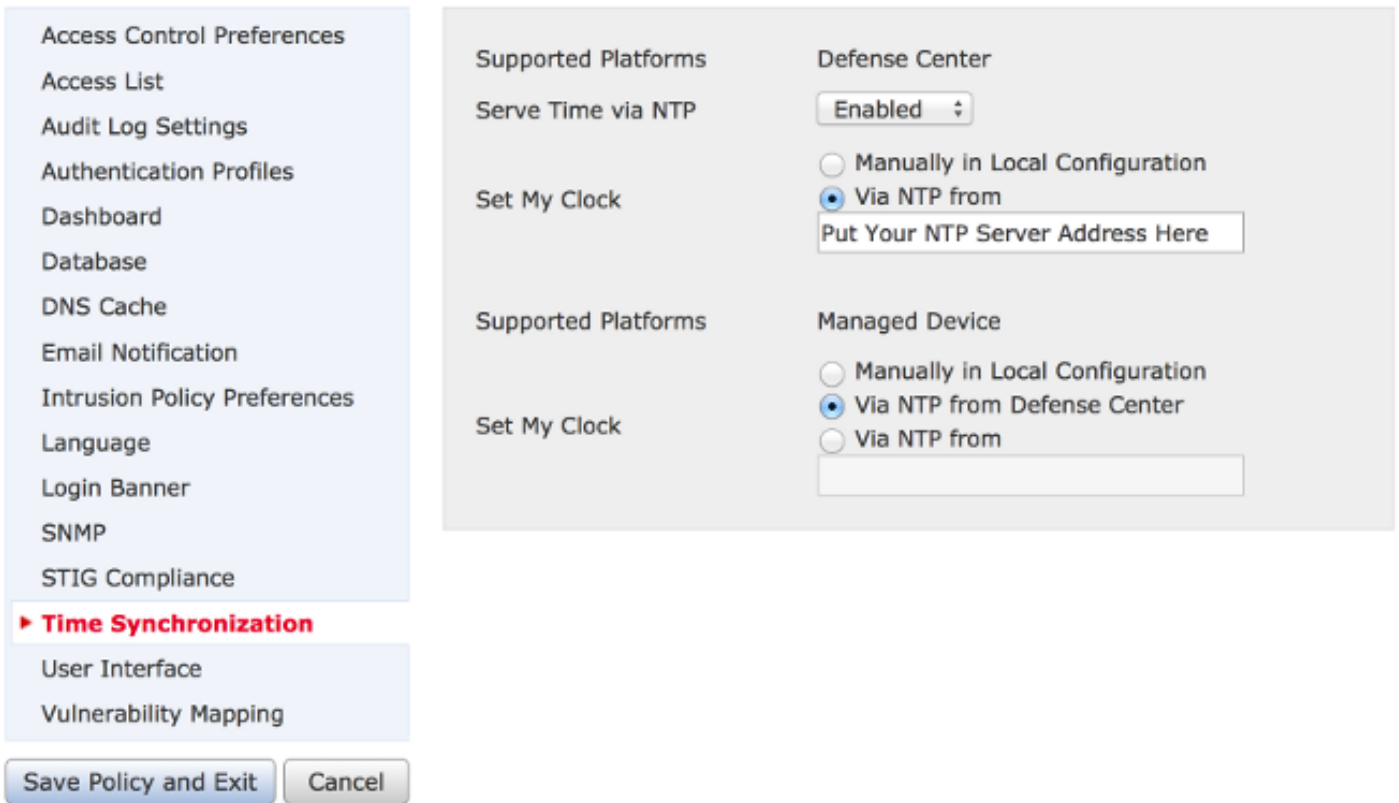 Access Control Preferences
Access List
Audit Log Settings
Authentication Profiles
Dashboard
Database
DNS Cache
Email Notification
Intrusion Policy Preferences
Language
Login Banner
SNMP
STIG Compliance
Time Synchronization
User Interface
Vulnerability Mapping
Save Policy and Exit
Cancel
Supported Platforms Defense Center
Serve Time via NTP Enabled
Set My Clock
Manually in Local Configuration
Via NTP from
Put Your NTP Server Address Here
Supported Platforms Managed Device
Set My Clock
Manually in Local Configuration
Via NTP from Defense Center
Via NTP from